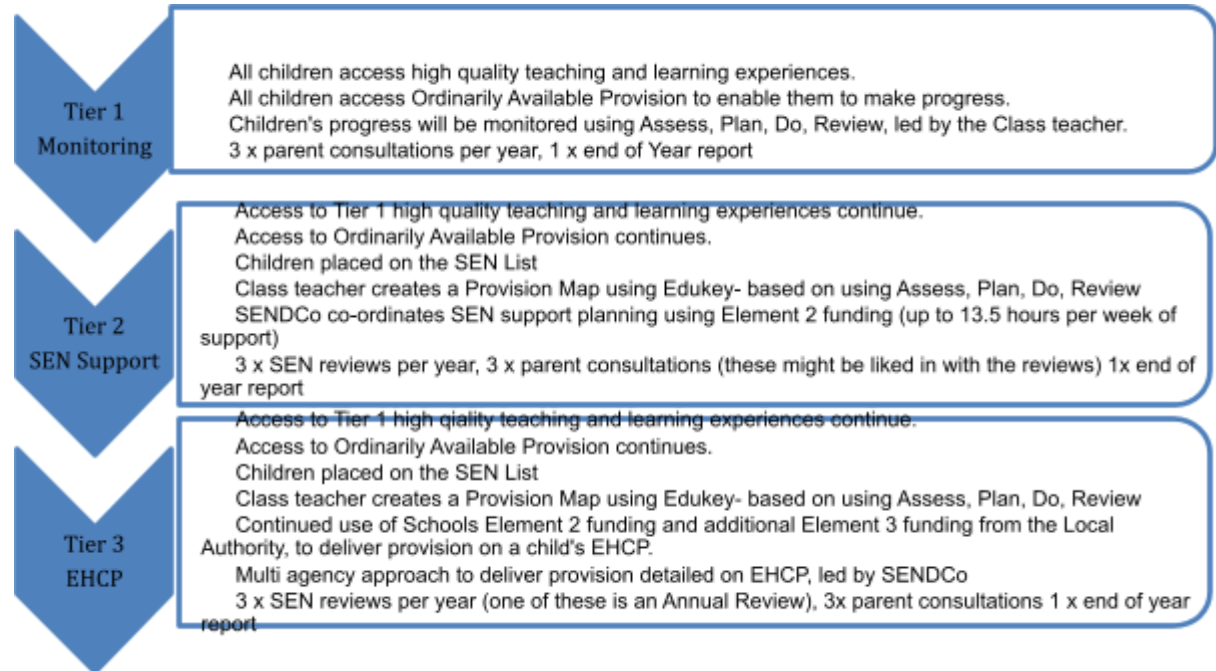 Tier 1
Monitoring
All children access high quality teaching and learning experiences.
All children access Ordinarily Available Provision to enable them to make progress.
Children's progress will be monitored using Assess, Plan, Do, Review, led by the Class teacher.
3 x parent consultations per year, 1 x end of Year report
Tier 2
SEN Support
Access to Tier 1 high quality teaching and learning experiences continue.
Access to Ordinarily Available Provision continues.
Children placed on the SEN List
Class teacher creates a Provision Map using Edukey- based on using Assess, Plan, Do, Review
SENDCo co-ordinates SEN support planning using Element 2 funding (up to 13.5 hours per week of
support)
3 x SEN reviews per year, 3 x parent consultations (these might be liked in with the reviews) 1x end of
year report
Tier 3
EHCP
Access to Tier 1 high qiality teaching and learning experiences continue.
Access to Ordinarily Available Provision continues.
Children placed on the SEN List
Class teacher creates a Provision Map using Edukey- based on using Assess, Plan, Do, Review
Continued use of Schools Element 2 funding and additional Element 3 funding from the Local
Authority, to deliver provision on a child's EHCP.
Multi agency approach to deliver provision detailed on EHCP, led by SENDCo
3 x SEN reviews per year (one of these is an Annual Review), 3x parent consultations 1 x end of year
report